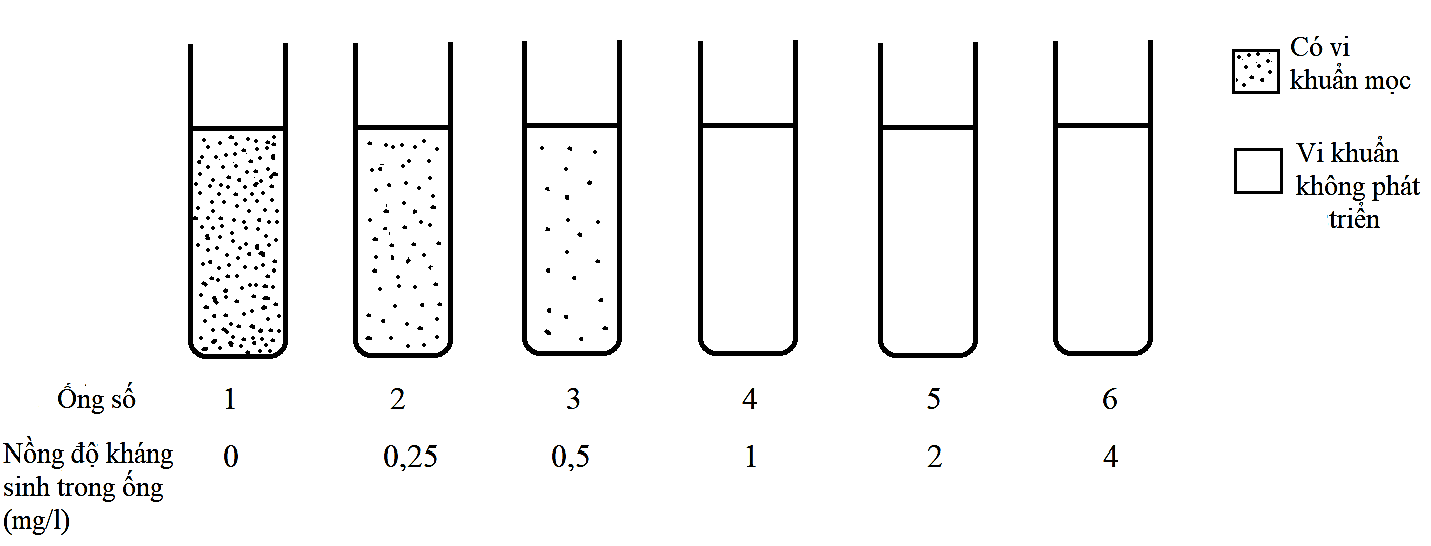 Có vi
khuẩn mọc
Vi khuẩn
không phát
triển
Ống số 1 2 3 4 5 6
Nồng độ kháng
sinh trong ống
(mg/l)
0 0,25 0,5 1 2 4